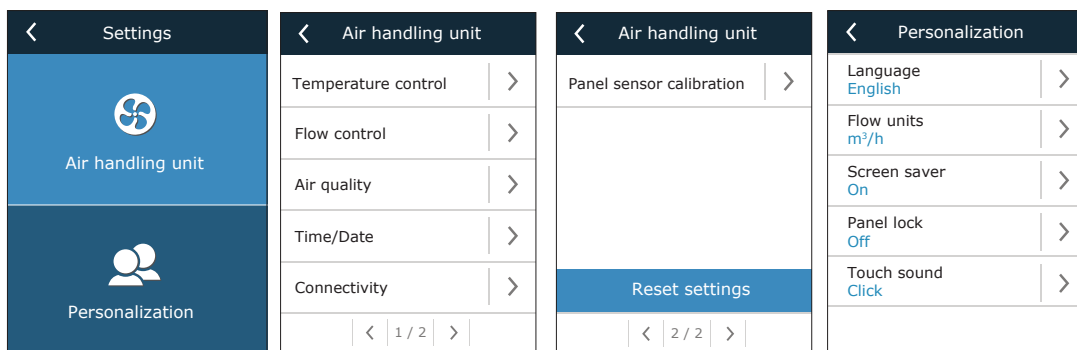 Settings
Air handling unit
Personalization
Air handling unit
Temperature control
Flow control
Air quality
Time/Date
Connectivity
1 / 2
Air handling unit
Panel sensor calibration
Reset settings
2 / 2
Personalization
Language
English
Flow units
m³/h
Screen saver
On
Panel lock
Off
Touch sound
Click